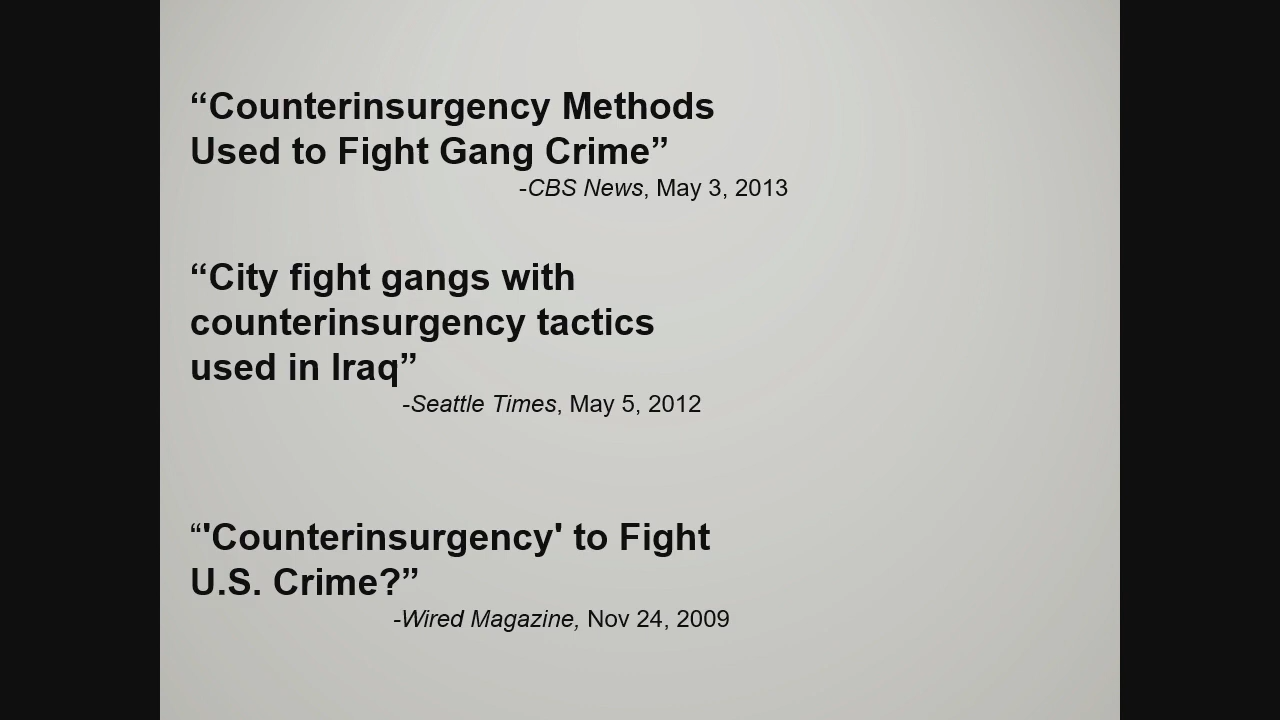 “Counterinsurgency Methods
Used to Fight Gang Crime”
-CBS News, May 3, 2013
“City fight gangs with
counterinsurgency tactics
used in Iraq”
-Seattle Times, May 5, 2012
“'Counterinsurgency' to Fight
U.S. Crime?”
-Wired Magazine, Nov 24, 2009